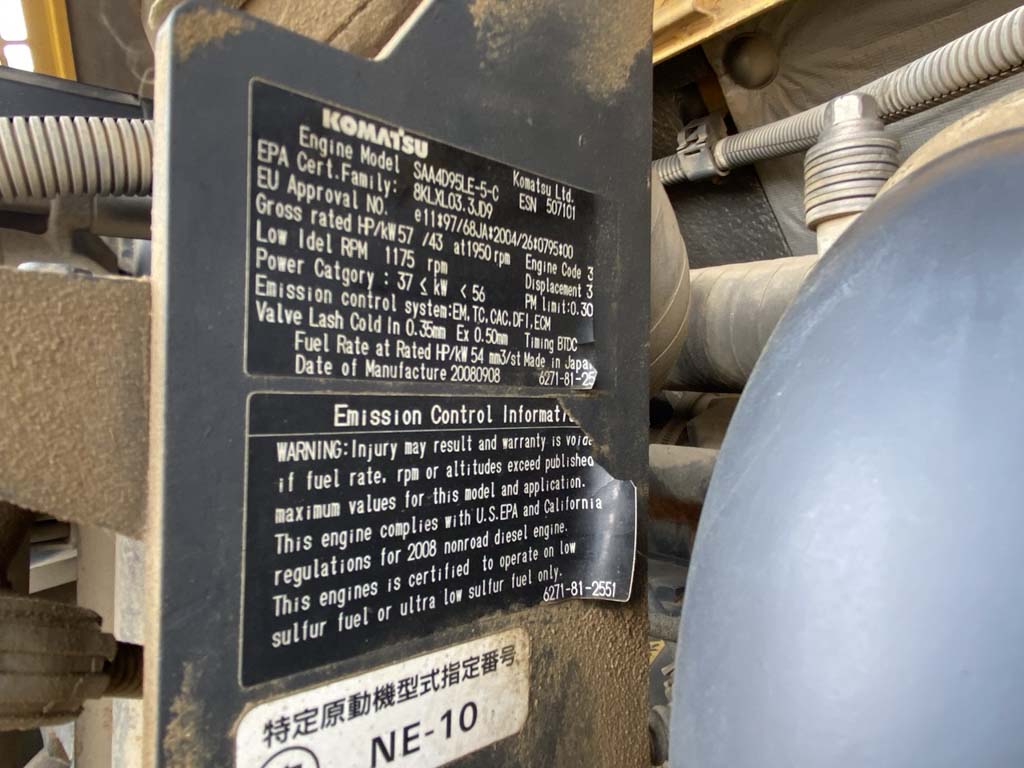 KOMATSU
Engine Model SAA4D95LE-5-C Komatsu Ltd.
EPA Cert.Family: 8KLXL03.3JD9 ESN 507101
EU Approval NO. e11*97/68JA*2004/26*0795*00
Gross rated HP/kW 57 /43 at1950 rpm Engine Code 3
Low Idel RPM 1175 rpm Displacement 3
Power Catgory : 37 ≤ kW < 56 PM limit:0.30
Emission control system:EM,TC,CAC,DFI,ECM
Valve Lash Cold In 0.35mm Ex 0.50mm Timing BTDC
Fuel Rate at Rated HP/kW 54 mm3/st Made in Japan
Date of Manufacture 20080908 6271-81-25
Emission Control Informati
WARNING:Injury may result and warranty is voide
if fuel rate, rpm or altitudes exceed published
maximum values for this model and application.
This engine complies with U.S.EPA and California
regulations for 2008 nonroad diesel engine.
This engines is certified to operate on low
sulfur fuel or ultra low sulfur fuel only.
6271-81-2551
特定原動機型式指定番号
NE-10